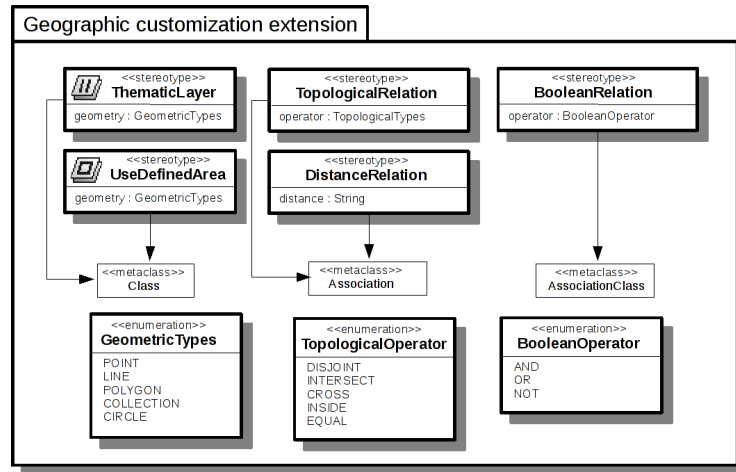 Geographic customization extension
<<stereotype>>
ThematicLayer
geometry : GeometricTypes
<<stereotype>>
UseDefinedArea
geometry : GeometricTypes
<<metaclass>>
Class
<<stereotype>>
TopologicalRelation
operator : TopologicalTypes
<<stereotype>>
DistanceRelation
distance : String
<<metaclass>>
Association
<<stereotype>>
BooleanRelation
operator : BooleanOperator
<<metaclass>>
AssociationClass
<<enumeration>>
GeometricTypes
POINT
LINE
POLYGON
COLLECTION
CIRCLE
<<enumeration>>
TopologicalOperator
DISJOINT
INTERSECT
CROSS
INSIDE
EQUAL
<<enumeration>>
BooleanOperator
AND
OR
NOT